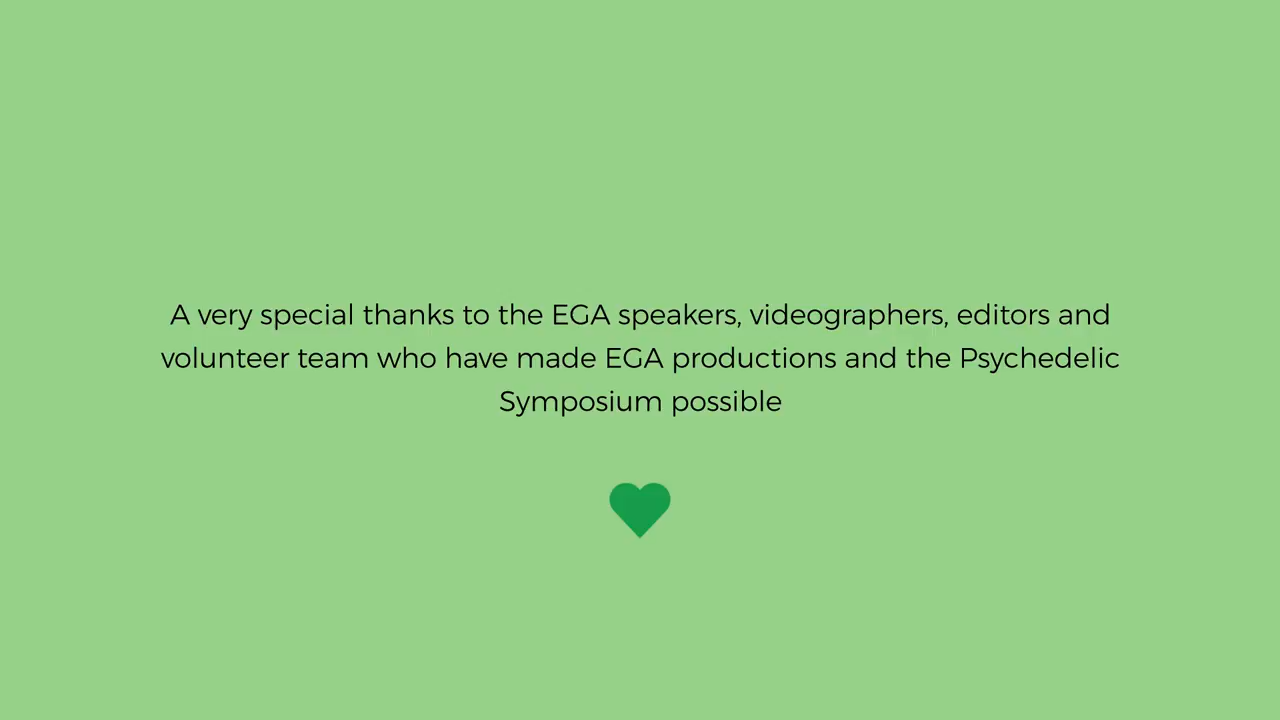 A very special thanks to the EGA speakers, videographers, editors and
volunteer team who have made EGA productions and the Psychedelic
Symposium possible